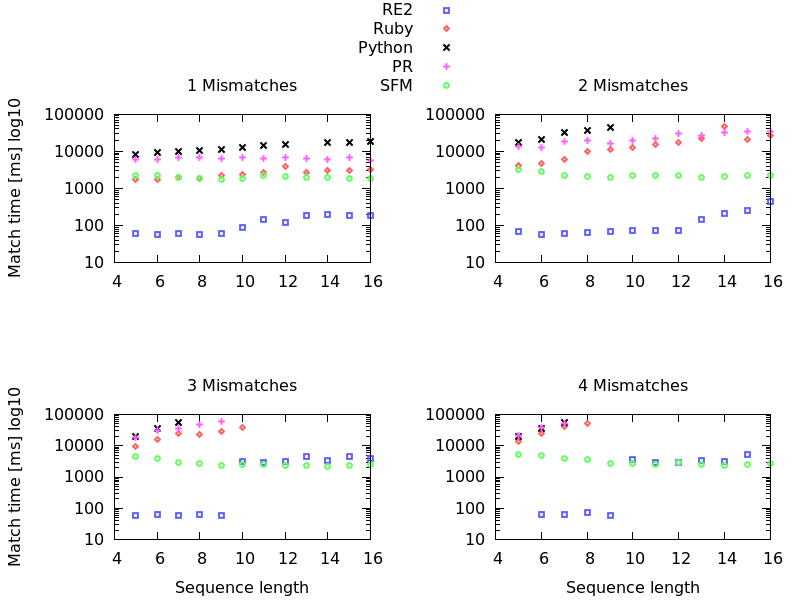 RE2
Ruby
Python
PR
SFM
1 Mismatches
2 Mismatches
Match time [ms] log10
100000
10000
1000
100
10
4 6 8 10 12 14 16
100000
10000
1000
100
10
4 6 8 10 12 14 16
3 Mismatches
4 Mismatches
Match time [ms] log10
100000
10000
1000
100
10
4 6 8 10 12 14 16
Sequence length
100000
10000
1000
100
10
4 6 8 10 12 14 16
Sequence length